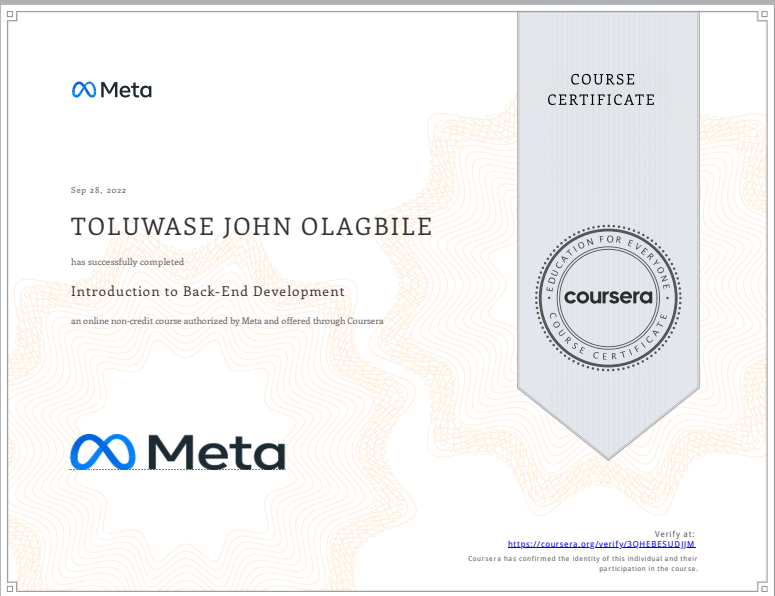 Meta
COURSE
CERTIFICATE
Sep 28, 2022
TOLUWASE JOHN OLAGBILE
has successfully completed
Introduction to Back-End Development
an online non-credit course authorized by Meta and offered through Coursera
EDUCATION FOR EVERYONE
coursera
COURSE CERTIFICATE
Meta
Verify at:
https://coursera.org/verify/3QHEBESUDJJM
Coursera has confirmed the identity of this individual and their
participation in the course.